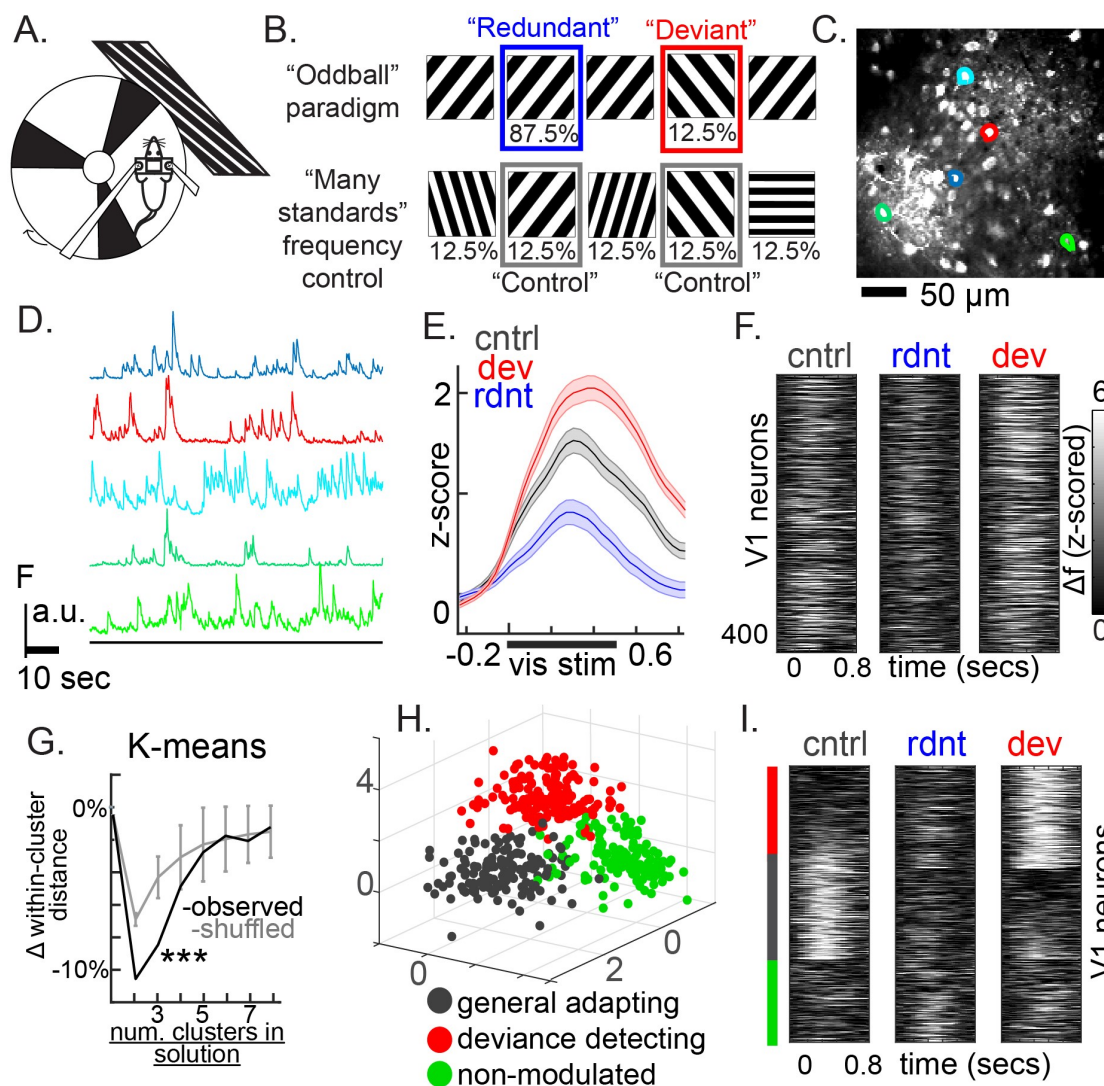 A.
B.
“Redundant”
“Deviant”
“Oddball”
paradigm
87.5%
12.5%
“Many
standards”
frequency
control
12.5%
12.5%
12.5%
12.5%
12.5%
“Control”
“Control”
C.
50 µm
D.
F
a.u.
10 sec
E.
cntrl
dev
rdnt
z-score
2
0
-0.2
vis stim
0.6
F.
cntrl
rdnt
dev
V1 neurons
400
0
0.8
time (secs)
6
Δf (z-scored)
0
G.
K-means
0%
-10%
Δ within-cluster
distance
-observed
-shuffled
***
3
5
7
num. clusters in
solution
H.
4
0
0
2
0
general adapting
deviance detecting
non-modulated
I.
cntrl
rdnt
dev
V1 neurons
0
0.8
time (secs)